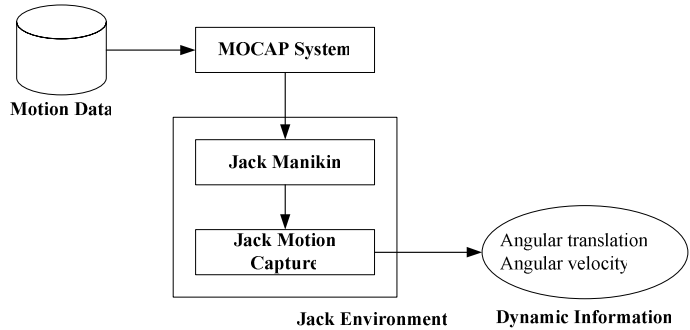 MOCAP System
Motion Data
Jack Manikin
Jack Motion
Capture
Angular translation
Angular velocity
Jack Environment
Dynamic Information